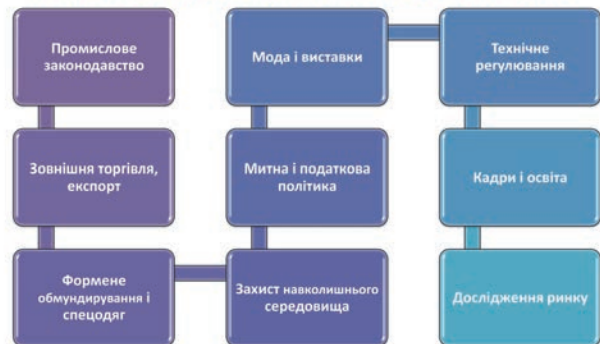 Промислове
законодавство
Зовнішня торгівля,
експорт
Формене
обмундирування і
спецодяг
Захист навколишнього
середовища
Митна і податкова
політика
Мода і виставки
Технічне
регулювання
Кадри і освіта
Дослідження ринку